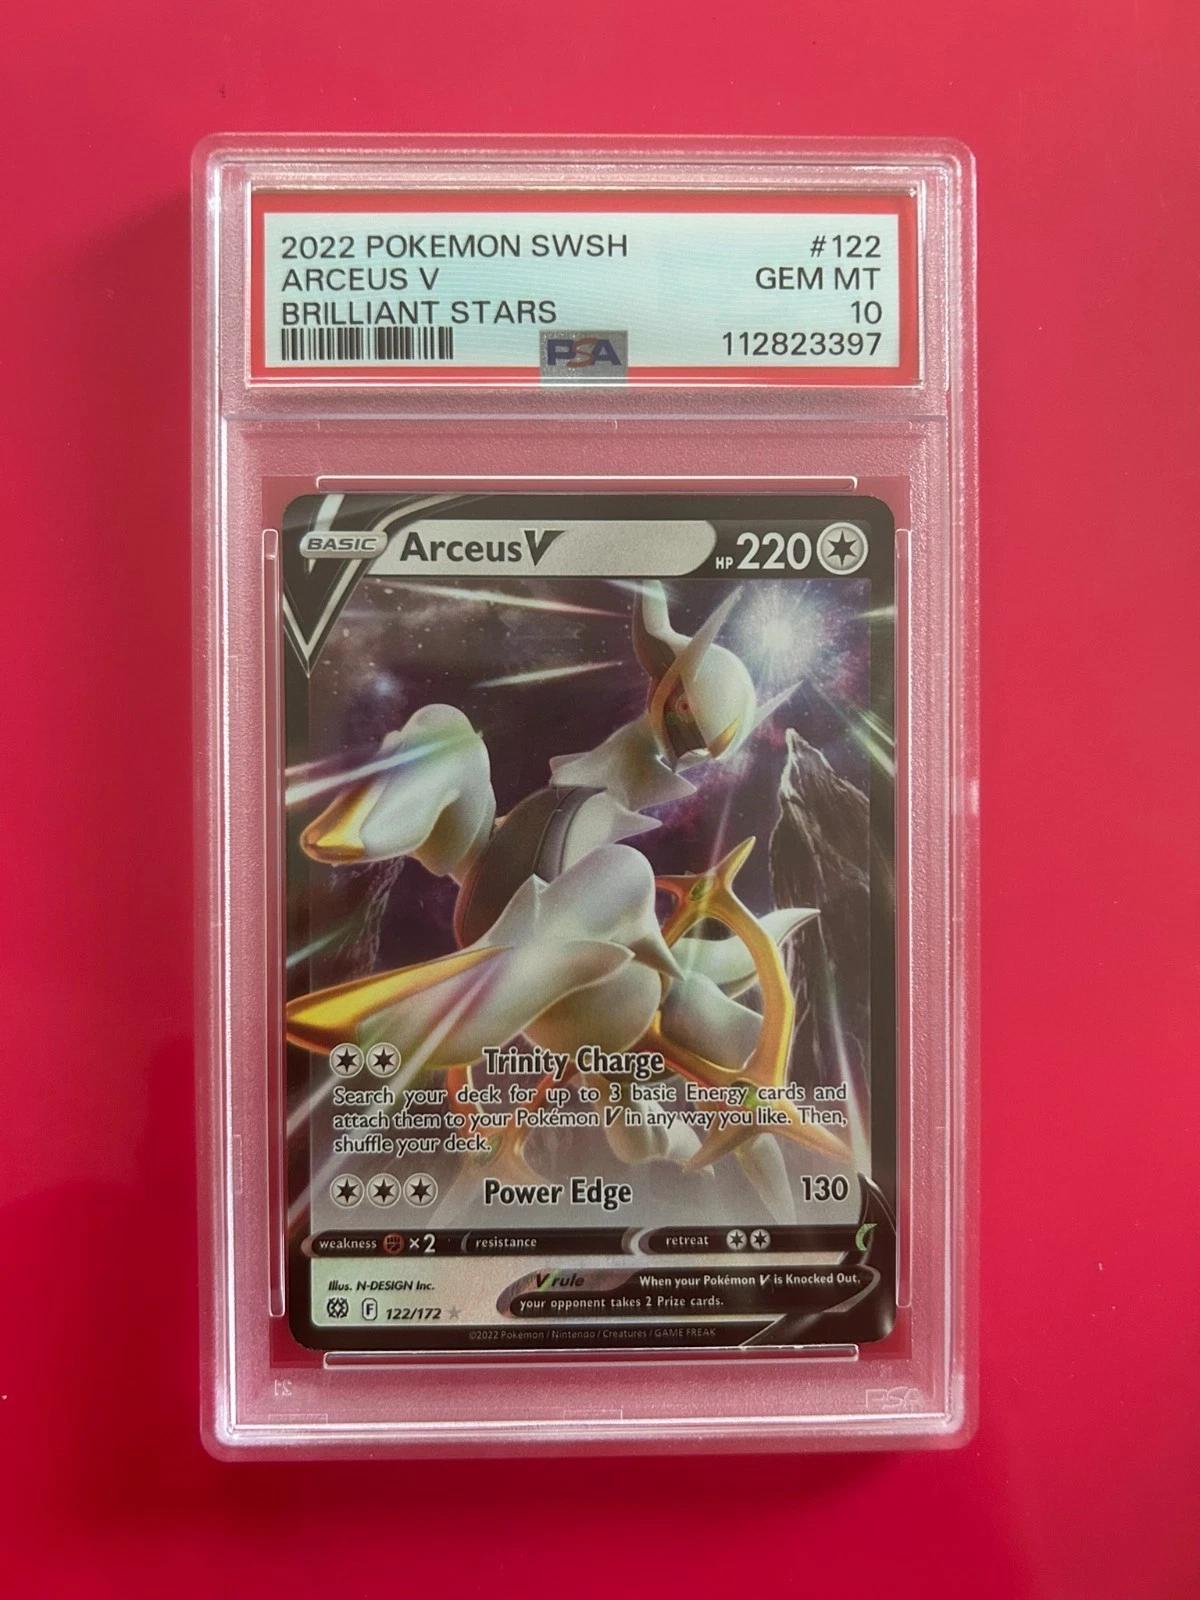 2022 POKEMON SWSH #122
ARCEUS V GEM MT
BRILLIANT STARS 10
PSA 112823397
BASIC Arceus V HP 220
Trinity Charge
Search your deck for up to 3 basic Energy cards and
attach them to your Pokémon V in any way you like. Then,
shuffle your deck.
Power Edge 130
weakness ×2 resistance retreat
Illus. N-DESIGN Inc.
V rule When your Pokémon V is Knocked Out,
your opponent takes 2 Prize cards.
F 122/172
©2022 Pokémon / Nintendo / Creatures / GAME FREAK
21
PSA